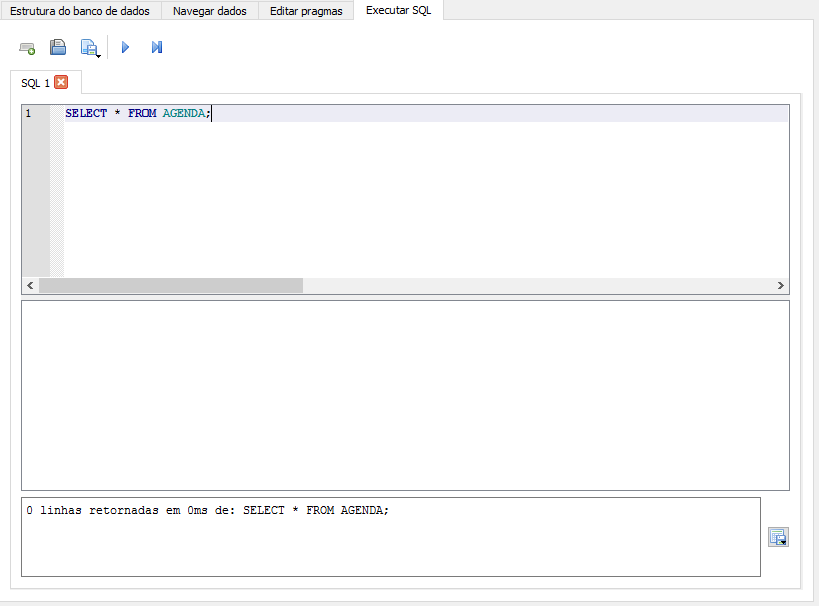 Estrutura do banco de dados Navegar dados Editar pragmas Executar SQL
SQL 1
1 SELECT * FROM AGENDA;
0 linhas retornadas em 0ms de: SELECT * FROM AGENDA;